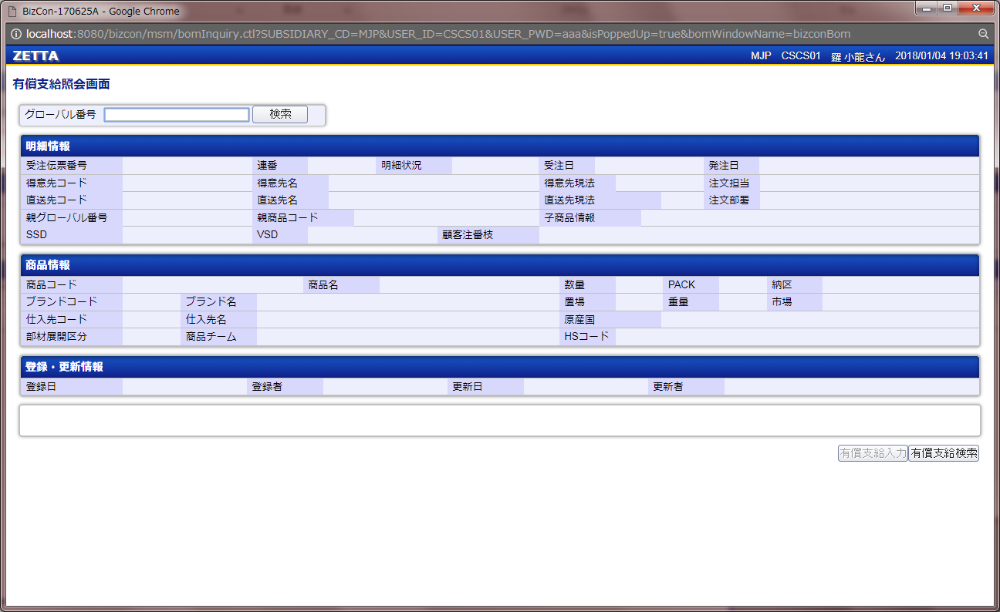 BizCon-170625A - Google Chrome
localhost:8080/bizcon/msm/bomInquiry.ctl?SUBSIDIARY_CD=MJP&USER_ID=CSCS01&USER_PWD=aaa&isPoppedUp=true&bomWindowName=bizconBom
ZETTA MJP CSCS01 羅 小龍さん 2018/01/04 19:03:41
有償支給照会画面
グローバル番号 検索
明細情報
受注伝票番号 連番 明細状況 受注日 発注日
得意先コード 得意先名 得意先現法 注文担当
直送先コード 直送先名 直送先現法 注文部署
親グローバル番号 親商品コード 子商品情報
SSD VSD 顧客注番枝
商品情報
商品コード 商品名 数量 PACK 納区
ブランドコード ブランド名 置場 重量 市場
仕入先コード 仕入先名 原産国
部材展開区分 商品チーム HSコード
登録・更新情報
登録日 登録者 更新日 更新者
有償支給入力 有償支給検索